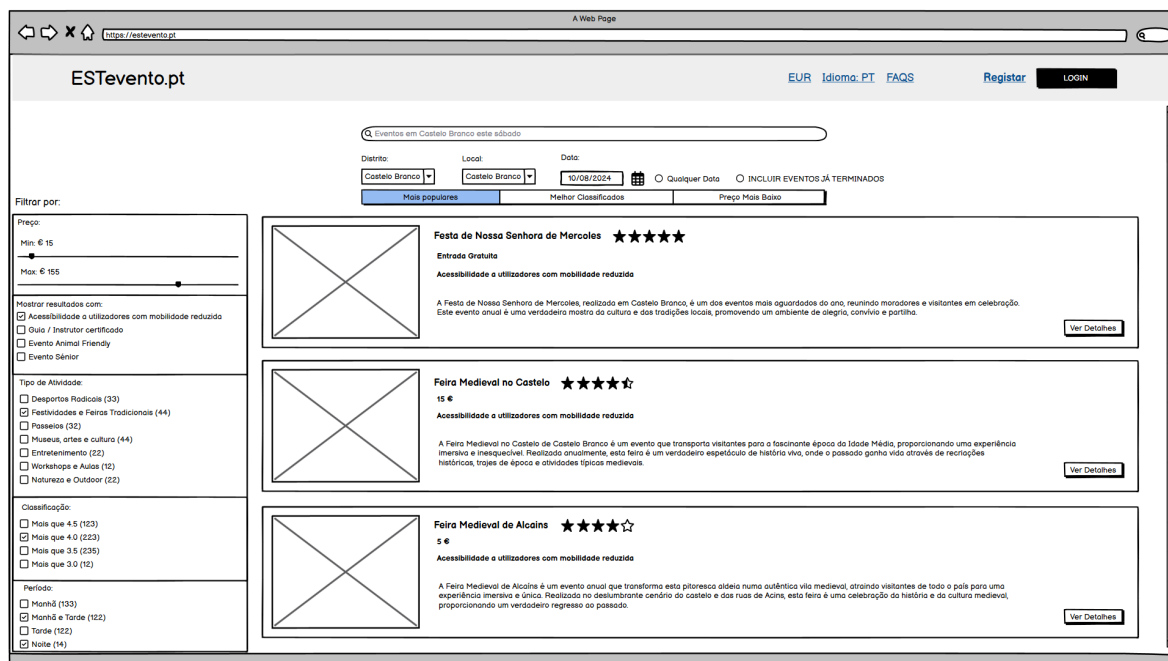 A Web Page
https://estevento.pt
ESTevento.pt
EUR Idioma: PT FAQS Registar LOGIN
Eventos em Castelo Branco este sábado
Distrito: Local: Data:
Castelo Branco Castelo Branco 10/08/2024 Qualquer Data INCLUIR EVENTOS JÁ TERMINADOS
Mais populares Melhor Classificados Preço Mais Baixo
Filtrar por:
Preço:
Min: € 15
Max: € 155
Mostrar resultados com:
Acessibilidade a utilizadores com mobilidade reduzida
Guia / Instrutor certificado
Evento Animal Friendly
Evento Sénior
Tipo de Atividade:
Desportos Radicais (33)
Festividades e Feiras Tradicionais (44)
Passeios (32)
Museus, artes e cultura (44)
Entretenimento (22)
Workshops e Aulas (12)
Natureza e Outdoor (22)
Classificação:
Mais que 4.5 (123)
Mais que 4.0 (223)
Mais que 3.5 (235)
Mais que 3.0 (12)
Período:
Manhã (133)
Manhã e Tarde (122)
Tarde (122)
Noite (14)
Festa de Nossa Senhora de Mercoles
Entrada Gratuita
Acessibilidade a utilizadores com mobilidade reduzida
A Festa de Nossa Senhora de Mercoles, realizada em Castelo Branco, é um dos eventos mais aguardados do ano, reunindo moradores e visitantes em celebração.
Este evento anual é uma verdadeira mostra da cultura e das tradições locais, promovendo um ambiente de alegria, convívio e partilha.
Ver Detalhes
Feira Medieval no Castelo
15 €
Acessibilidade a utilizadores com mobilidade reduzida
A Feira Medieval no Castelo de Castelo Branco é um evento que transporta visitantes para a fascinante época da Idade Média, proporcionando uma experiência
imersiva e inesquecível. Realizada anualmente, esta feira é um verdadeiro espetáculo de história viva, onde o passado ganha vida através de recriações
históricas, trajes de época e atividades típicas medievais.
Ver Detalhes
Feira Medieval de Alcains
5 €
Acessibilidade a utilizadores com mobilidade reduzida
A Feira Medieval de Alcaíns é um evento anual que transforma esta pitoresca aldeia numa autêntica vila medieval, atraindo visitantes de todo o país para uma
experiência imersiva e única. Realizada no deslumbrante cenário do castelo e das ruas de Acins, esta feira é uma celebração da história e da cultura medieval,
proporcionando um verdadeiro regresso ao passado.
Ver Detalhes